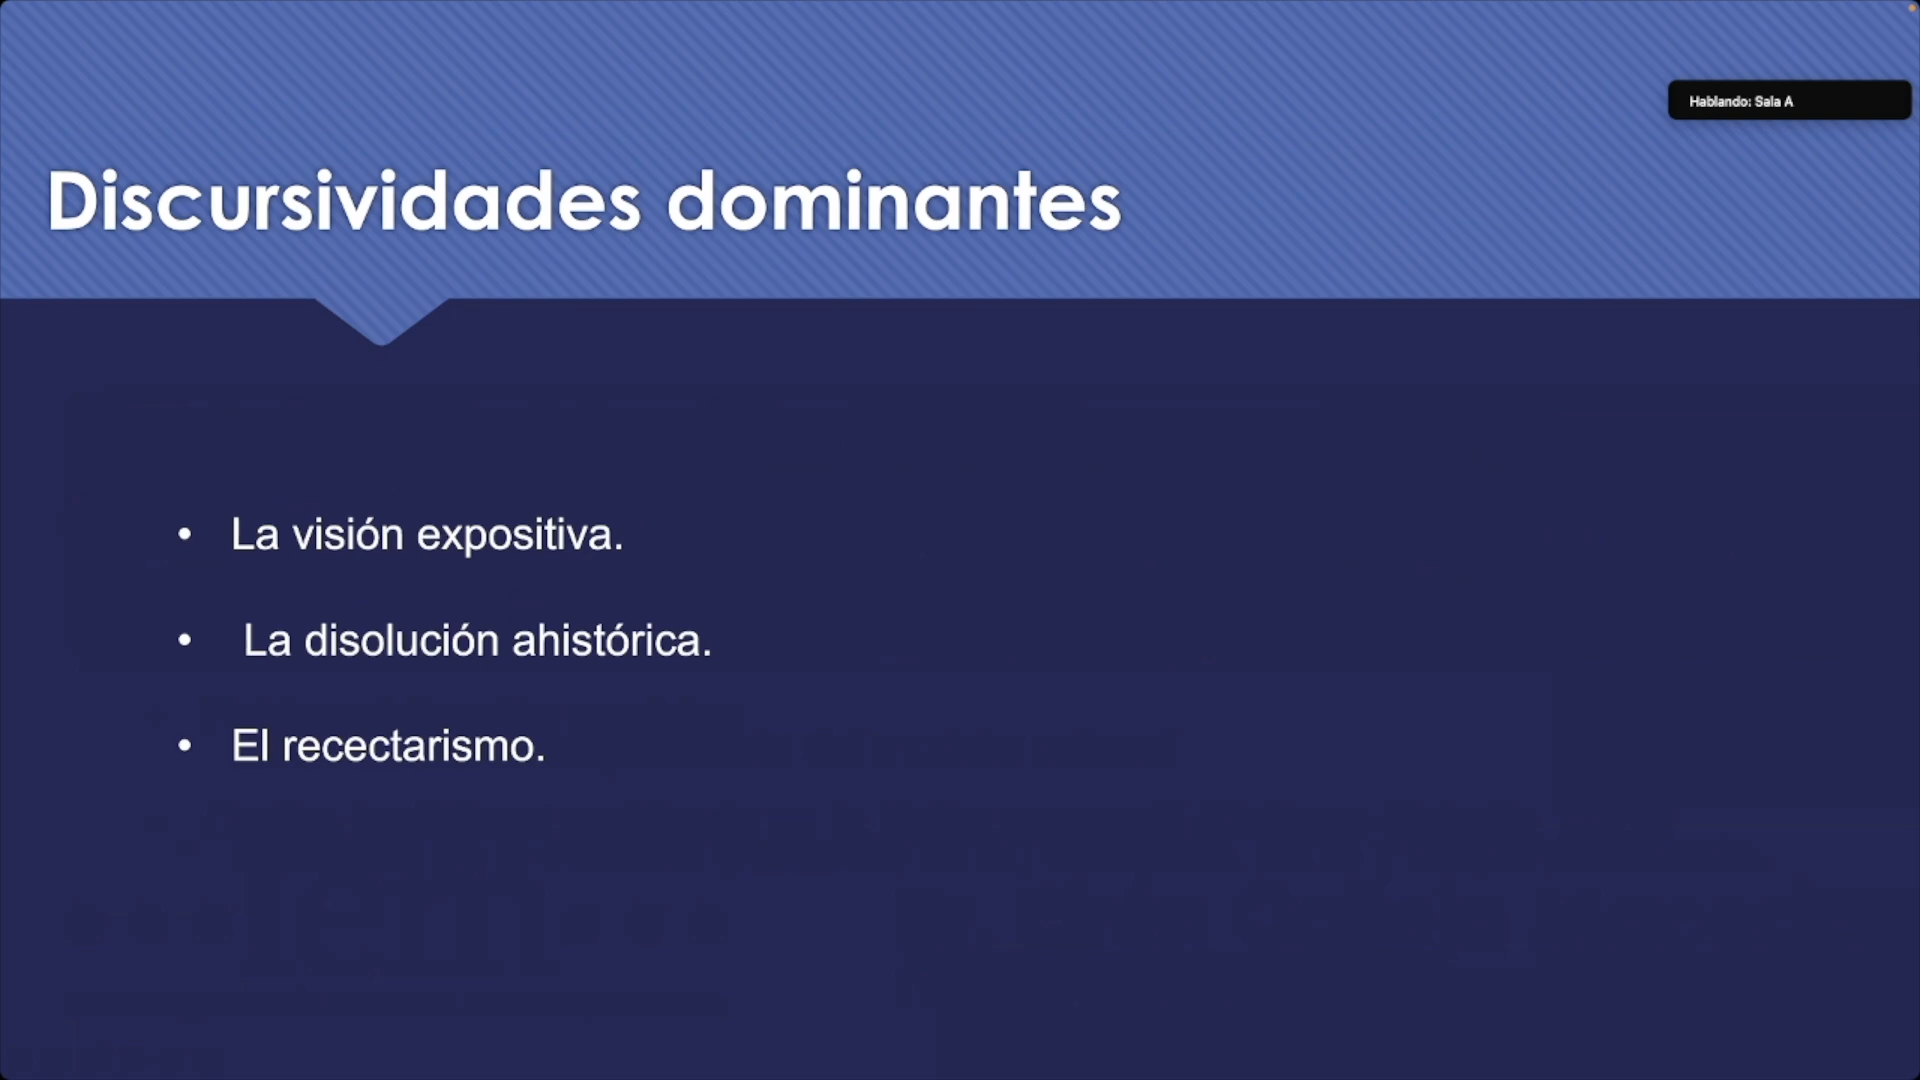 Hablando: Sala A
Discursividades dominantes
• La visión expositiva.
• La disolución ahistórica.
• El recectarismo.